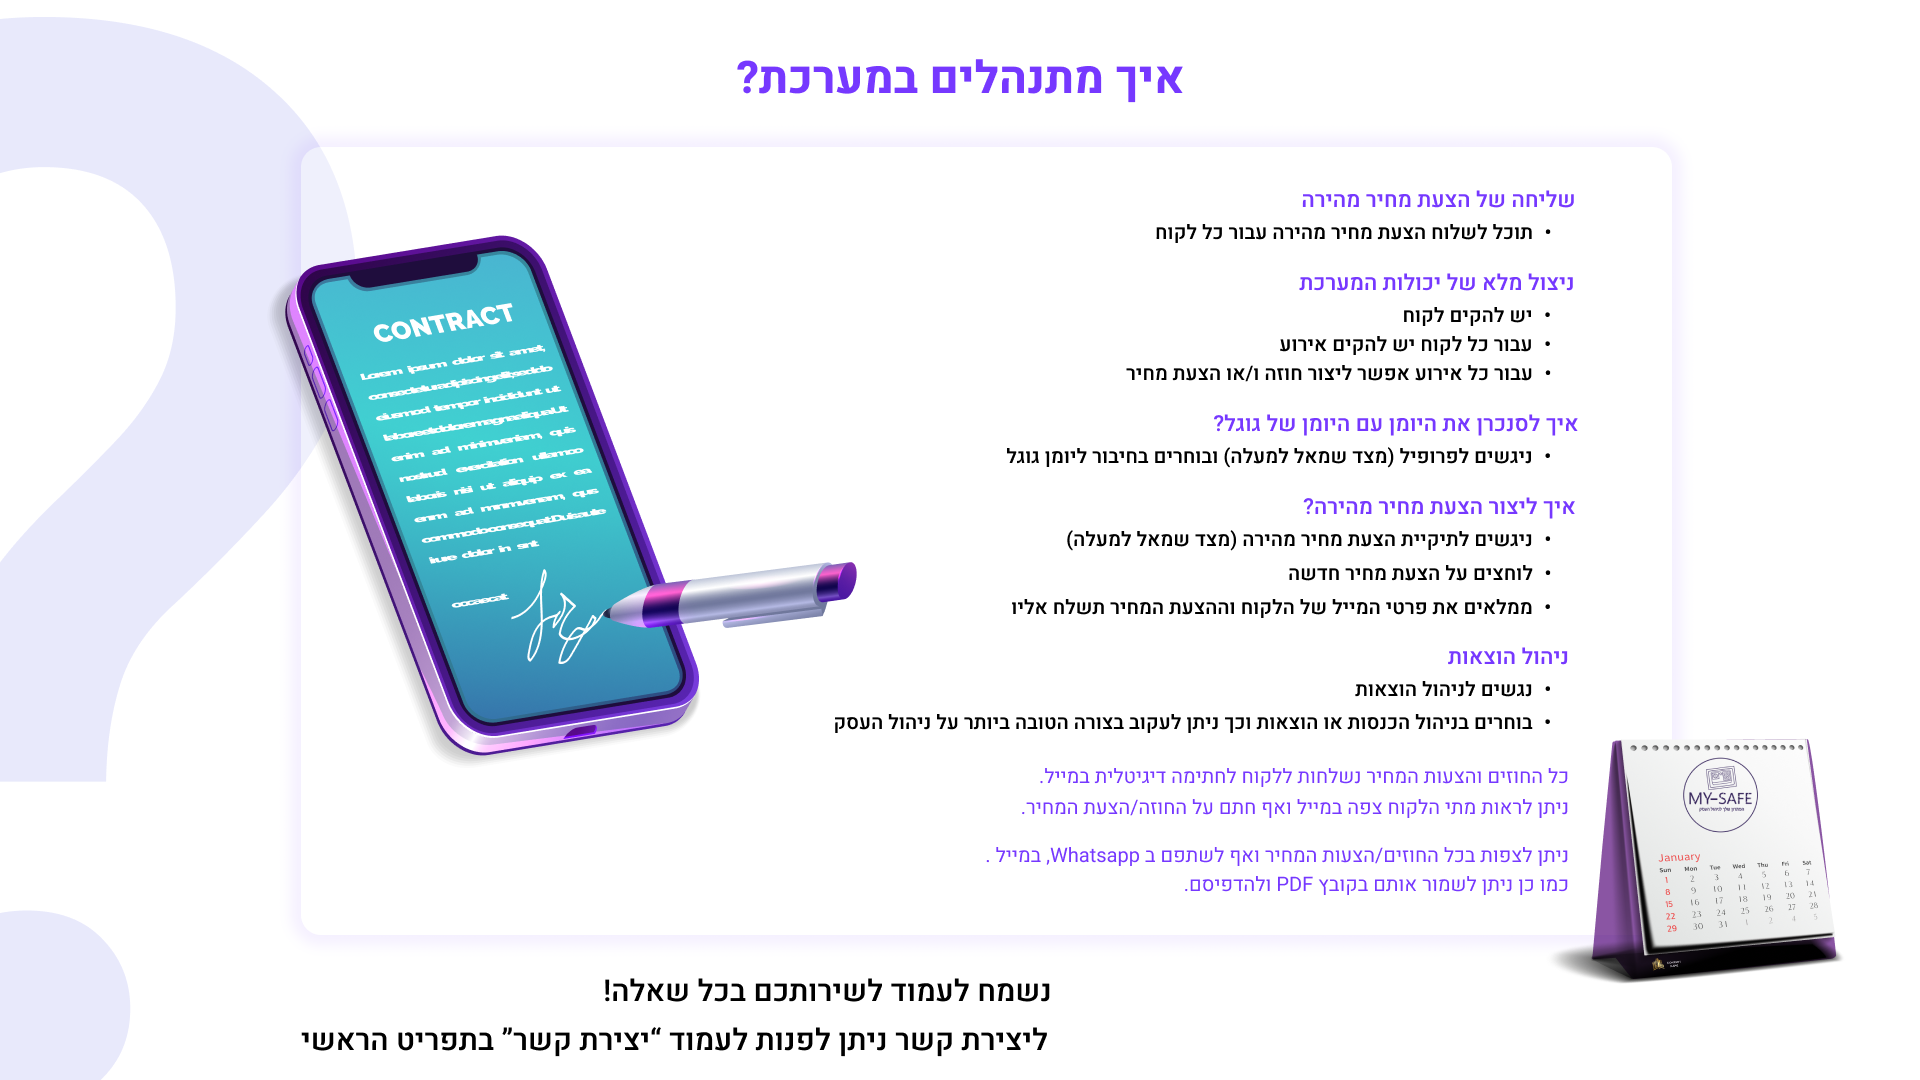 איך מתנהלים במערכת?
שליחה של הצעת מחיר מהירה
• תוכל לשלוח הצעת מחיר מהירה עבור כל לקוח
ניצול מלא של יכולות המערכת
• יש להקים לקוח
• עבור כל לקוח יש להקים אירוע
• עבור כל אירוע אפשר ליצור חוזה ו/או הצעת מחיר
איך לסנכרן את היומן עם היומן של גוגל?
• ניגשים לפרופיל (מצד שמאל למעלה) ובוחרים בחיבור ליומן גוגל
איך ליצור הצעת מחיר מהירה?
• ניגשים לתיקיית הצעת מחיר מהירה (מצד שמאל למעלה)
• לוחצים על הצעת מחיר חדשה
• ממלאים את פרטי המייל של הלקוח וההצעת המחיר תשלח אליו
ניהול הוצאות
• נגשים לניהול הוצאות
• בוחרים בניהול הכנסות או הוצאות וכך ניתן לעקוב בצורה הטובה ביותר על ניהול העסק
כל החוזים והצעות המחיר נשלחות ללקוח לחתימה דיגיטלית במייל.
ניתן לראות מתי הלקוח צפה במייל ואף חתם על החוזה/הצעת המחיר.
ניתן לצפות בכל החוזים/הצעות המחיר ואף לשתפם ב Whatsapp, במייל .
כמו כן ניתן לשמור אותם בקובץ PDF ולהדפיסם.
CONTRACT
Lorem ipsum dolor sit amet,
consectetur adipiscing elit, sed do
eiusmod tempor incididunt ut
labore et dolore magna aliqua. Ut
enim ad minim veniam, quis
nostrud exercitation ullamco
laboris nisi ut aliquip ex ea
enim ad minim veniam, quis
commodo consequat. Duis aute
irure dolor in sint
occaecat
MY-SAFE
January
Sun Mon Tue Wed Thu Fri Sat
1 2 3 4 5 6 7
8 9 10 11 12 13 14
15 16 17 18 19 20 21
22 23 24 25 26 27 28
29 30 31 1 2 4 5
נשמח לעמוד לשירותכם בכל שאלה!
ליצירת קשר ניתן לפנות לעמוד “יצירת קשר” בתפריט הראשי